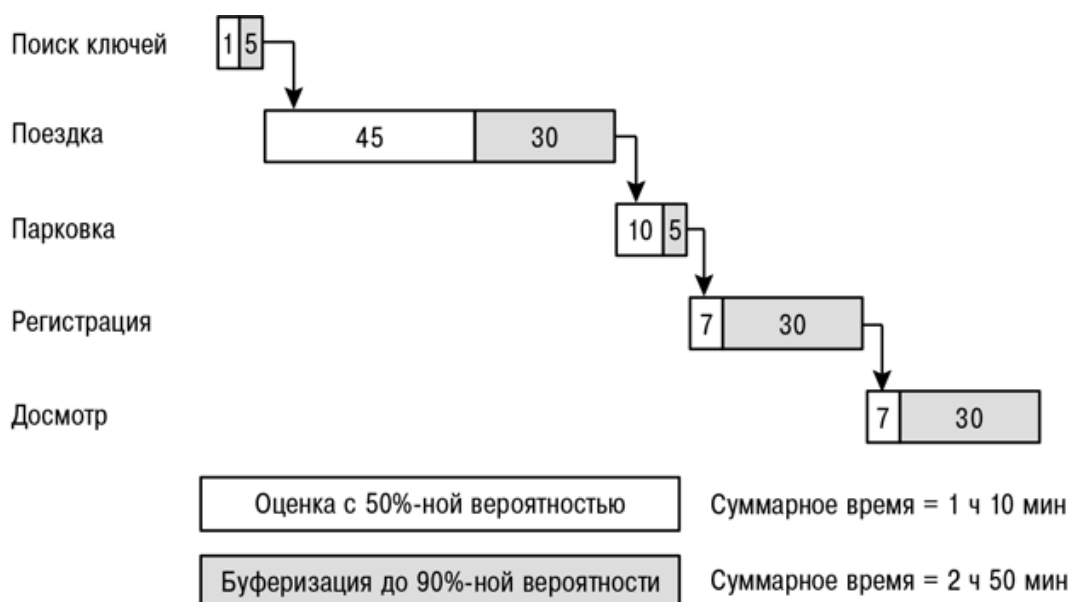 Поиск ключей
1 5
Поездка
45 30
Парковка
10 5
Регистрация
7 30
Досмотр
7 30
Оценка с 50%-ной вероятностью Суммарное время = 1 ч 10 мин
Буферизация до 90%-ной вероятности Суммарное время = 2 ч 50 мин